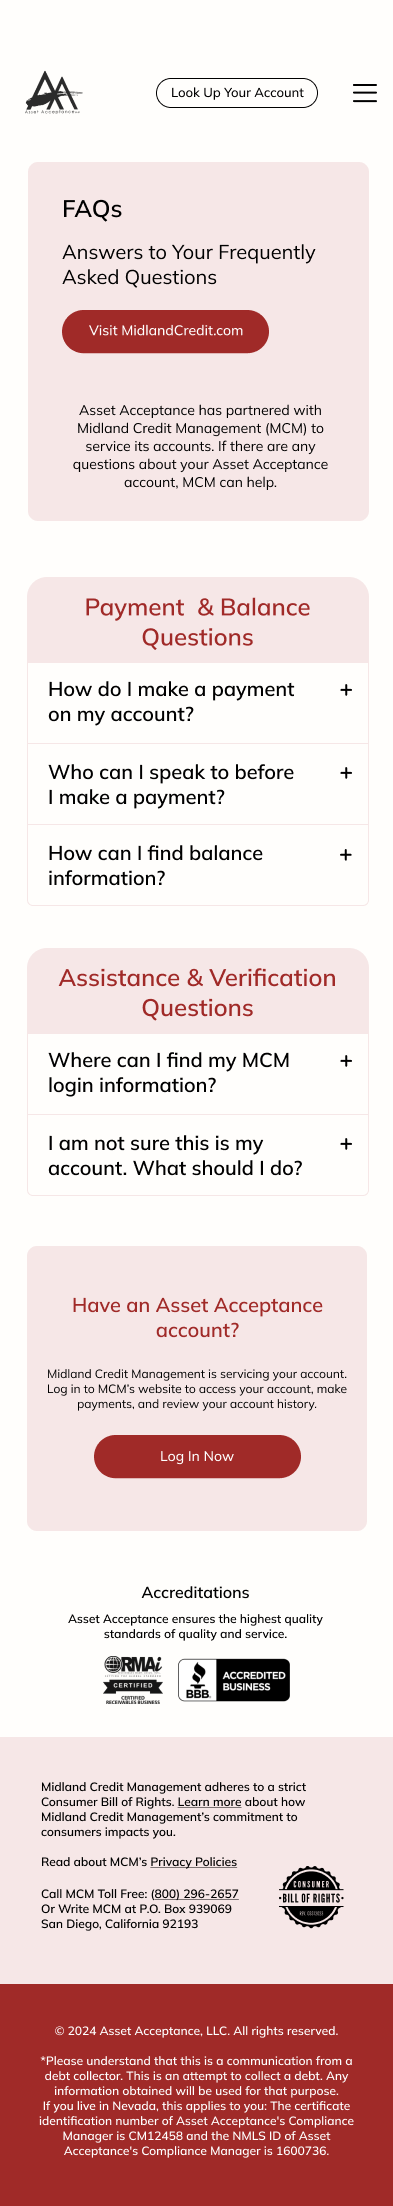 Asset Acceptance LLC
Look Up Your Account
FAQs
Answers to Your Frequently
Asked Questions
Visit MidlandCredit.com
Asset Acceptance has partnered with
Midland Credit Management (MCM) to
service its accounts. If there are any
questions about your Asset Acceptance
account, MCM can help.
Payment & Balance
Questions
How do I make a payment
on my account?
+
Who can I speak to before
I make a payment?
+
How can I find balance
information?
+
Assistance & Verification
Questions
Where can I find my MCM
login information?
+
I am not sure this is my
account. What should I do?
+
Have an Asset Acceptance
account?
Midland Credit Management is servicing your account.
Log in to MCM's website to access your account, make
payments, and review your account history.
Log In Now
Accreditations
Asset Acceptance ensures the highest quality
standards of quality and service.
RMAi
CERTIFIED
CERTIFIED
RECEIVABLES BUSINESS
BBB
ACCREDITED
BUSINESS
Midland Credit Management adheres to a strict
Consumer Bill of Rights. Learn more about how
Midland Credit Management's commitment to
consumers impacts you.
Read about MCM's Privacy Policies
Call MCM Toll Free: (800) 296-2657
Or Write MCM at P.O. Box 939069
San Diego, California 92193
CONSUMER
BILL OF RIGHTS
© 2024 Asset Acceptance, LLC. All rights reserved.
*Please understand that this is a communication from a
debt collector. This is an attempt to collect a debt. Any
information obtained will be used for that purpose.
If you live in Nevada, this applies to you: The certificate
identification number of Asset Acceptance's Compliance
Manager is CM12458 and the NMLS ID of Asset
Acceptance's Compliance Manager is 1600736.